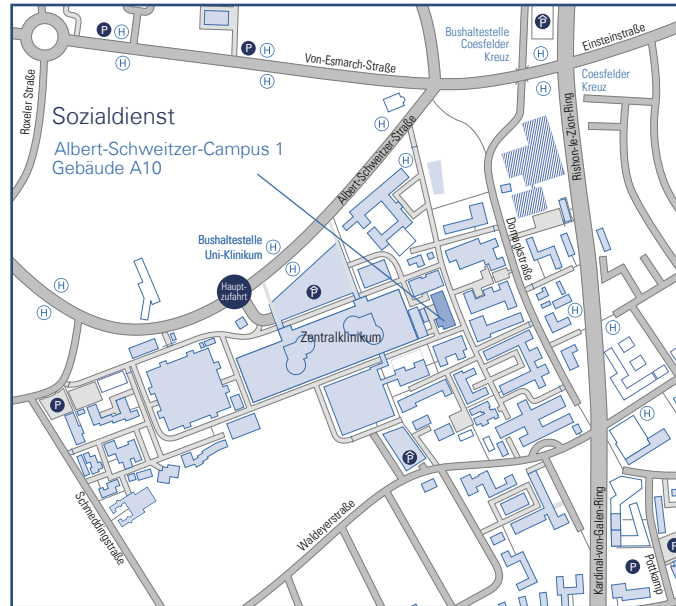 P
H
H
P
H
H
Von-Esmarch-Straße
Bushaltestelle
Coesfelder
Kreuz
P
H
H
Einsteinstraße
Coesfelder
Kreuz
Roxeler Straße
Sozialdienst
Albert-Schweitzer-Campus 1
Gebäude A10
Albert-Schweitzer-Straße
H
H
Rishon-le-Zion-Ring
Domagkstraße
Bushaltestelle
Uni-Klinikum
H
H
Haupt-
zufahrt
P
H
H
Zentralklinikum
H
H
P
H
P
Schmeddingstraße
Waldeyerstraße
Kardinal-von-Galen-Ring
P
Pottkamp
P
P